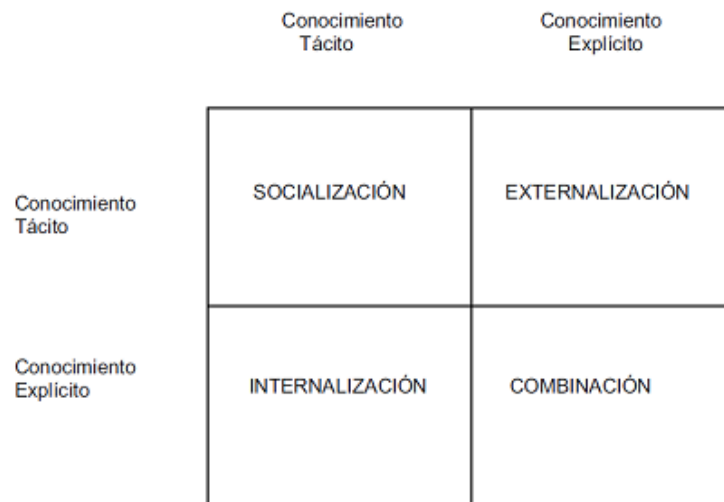 Conocimiento
Tácito
Conocimiento
Explícito
Conocimiento
Tácito
SOCIALIZACIÓN
EXTERNALIZACIÓN
Conocimiento
Explícito
INTERNALIZACIÓN
COMBINACIÓN